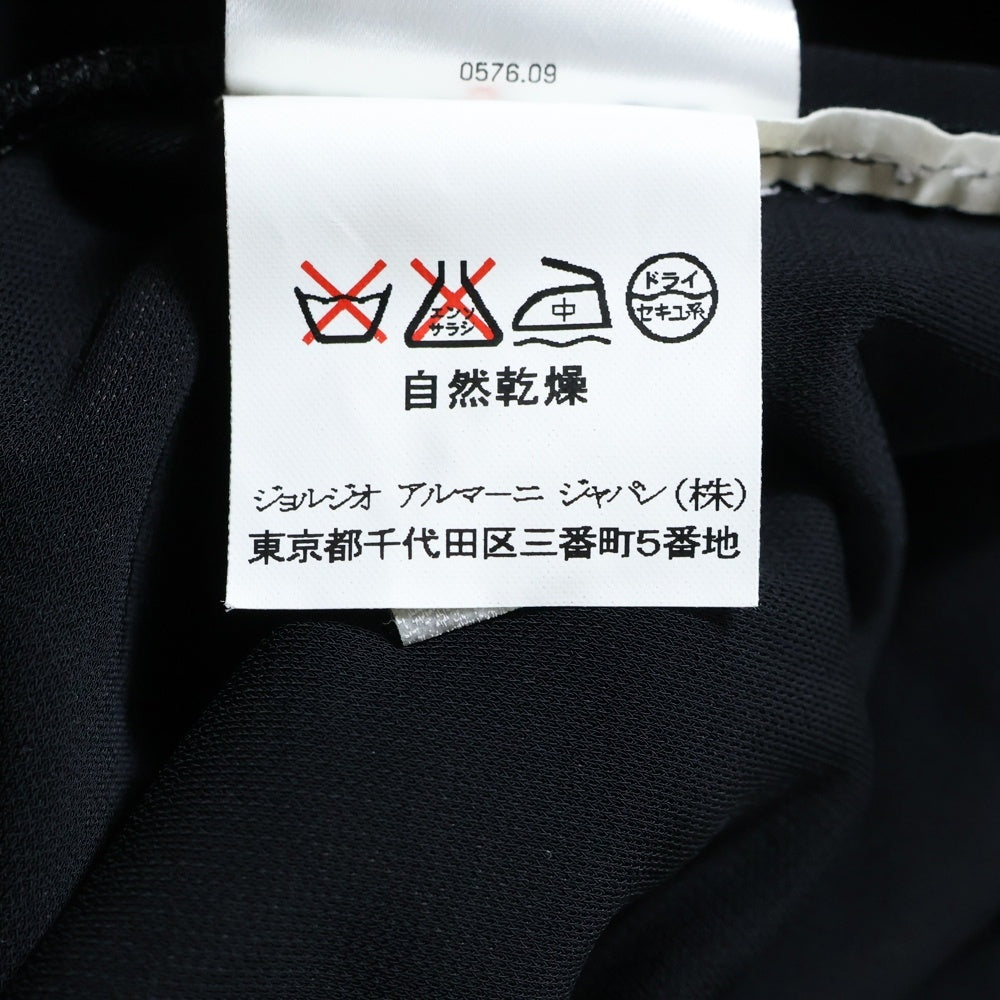 0576.09
エンソ
サラシ
中
ドライ
セキユ系
自然乾燥
ジョルジオ アルマーニ ジャパン(株)
東京都千代田区三番町5番地